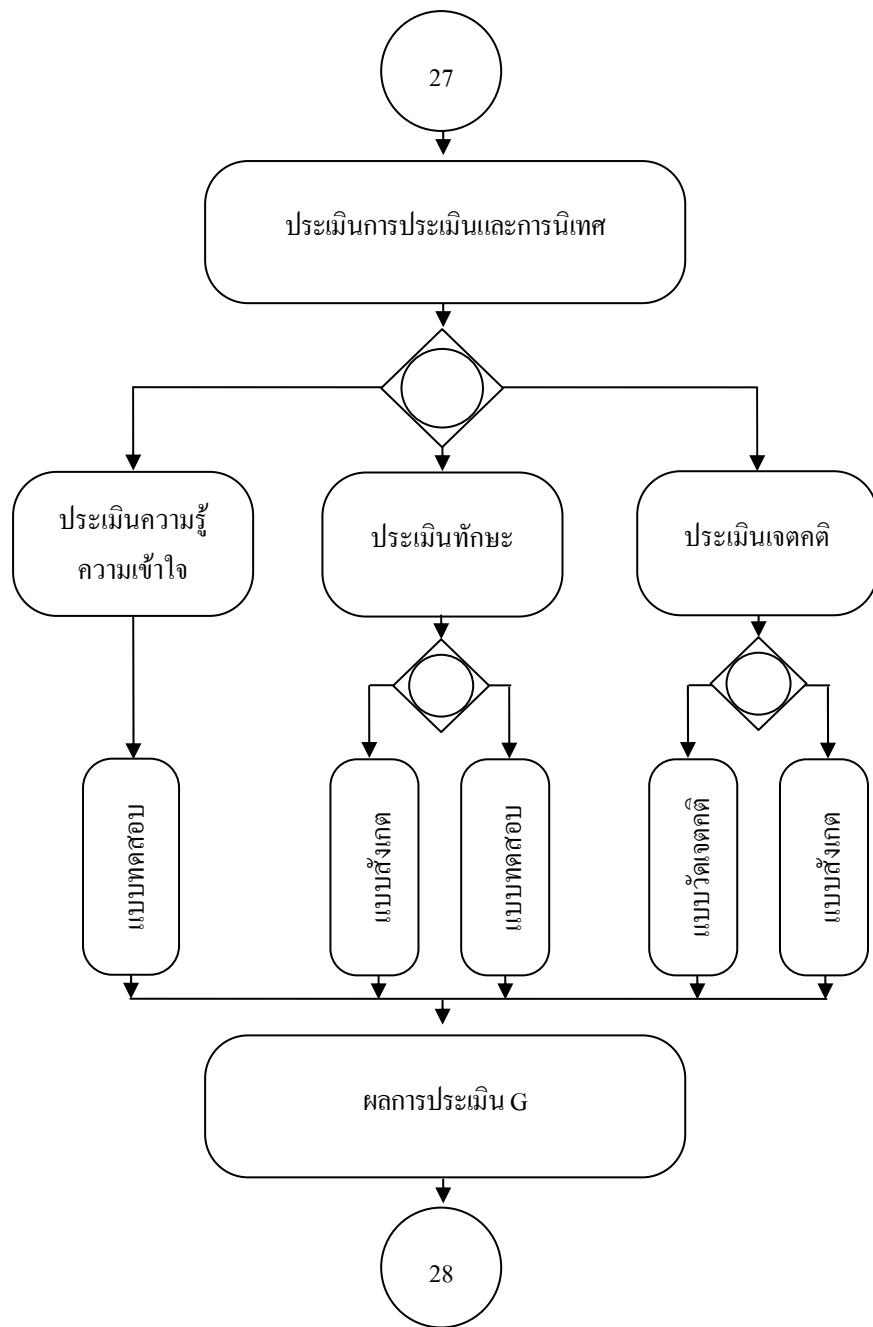 27
ประเมินการประเมินและการนิเทศ
ประเมินความรู้
ความเข้าใจ
ประเมินทักษะ
ประเมินเจตคติ
แบบทดสอบ
แบบสังเกต
แบบทดสอบ
แบบวัดเจตคติ
แบบสังเกต
ผลการประเมิน G
28